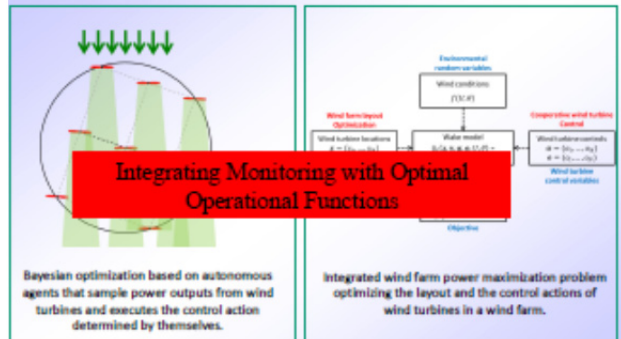 Environmental
random variables
Wind conditions
Wind farm layout
Optimization
Cooperative wind turbine
Control
Wind turbine locations
Wake model
Wind turbine controls
Wind turbine
control variables
Integrating Monitoring with Optimal
Operational Functions
Objective
Bayesian optimization based on autonomous
agents that sample power outputs from wind
turbines and executes the control action
determined by themselves.
Integrated wind farm power maximization problem
optimizing the layout and the control actions of
wind turbines in a wind farm.